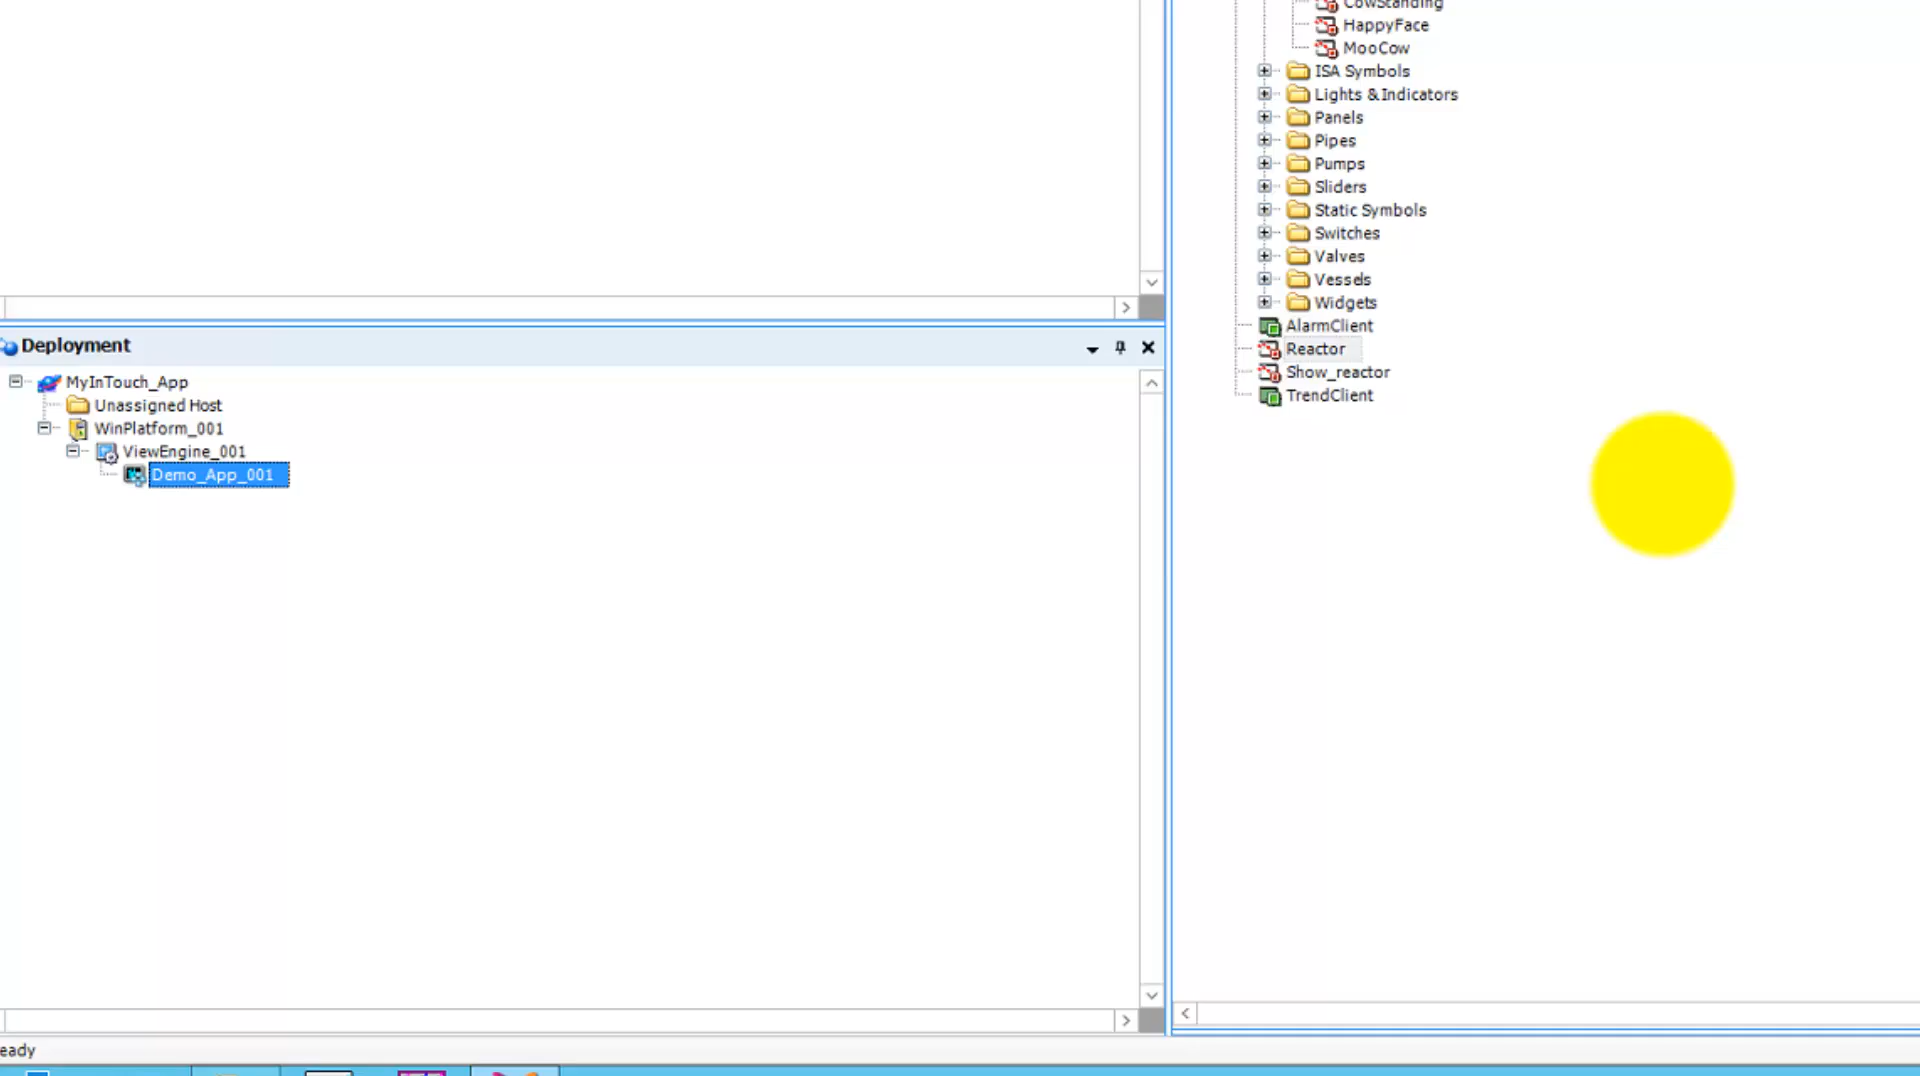 CowStanding
HappyFace
MooCow
ISA Symbols
Lights & Indicators
Panels
Pipes
Pumps
Sliders
Static Symbols
Switches
Valves
Vessels
Widgets
AlarmClient
Reactor
Show_reactor
TrendClient
Deployment
MyInTouch_App
Unassigned Host
WinPlatform_001
ViewEngine_001
Demo_App_001
eady